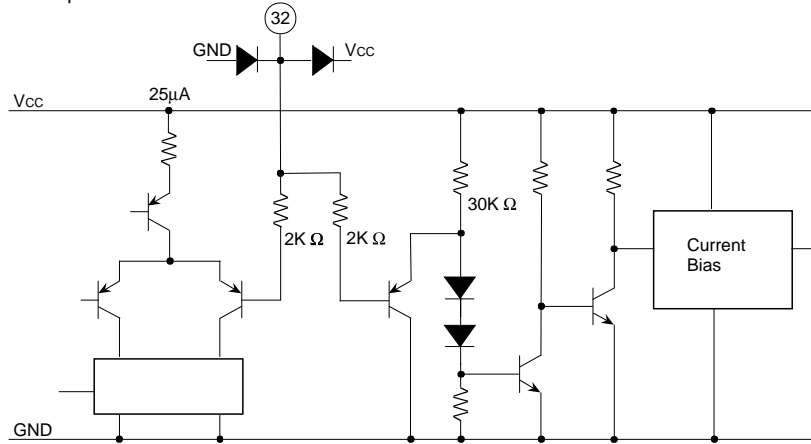 32
GND
VCC
25μA
VCC
30K Ω
2K Ω
2K Ω
Current
Bias
GND